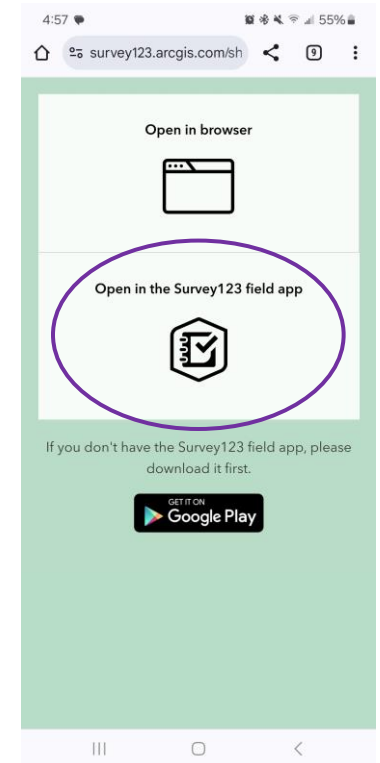 4:57 55%
survey123.arcgis.com/sh 9
Open in browser
Open in the Survey123 field app
If you don't have the Survey123 field app, please
download it first.
GET IT ON
Google Play